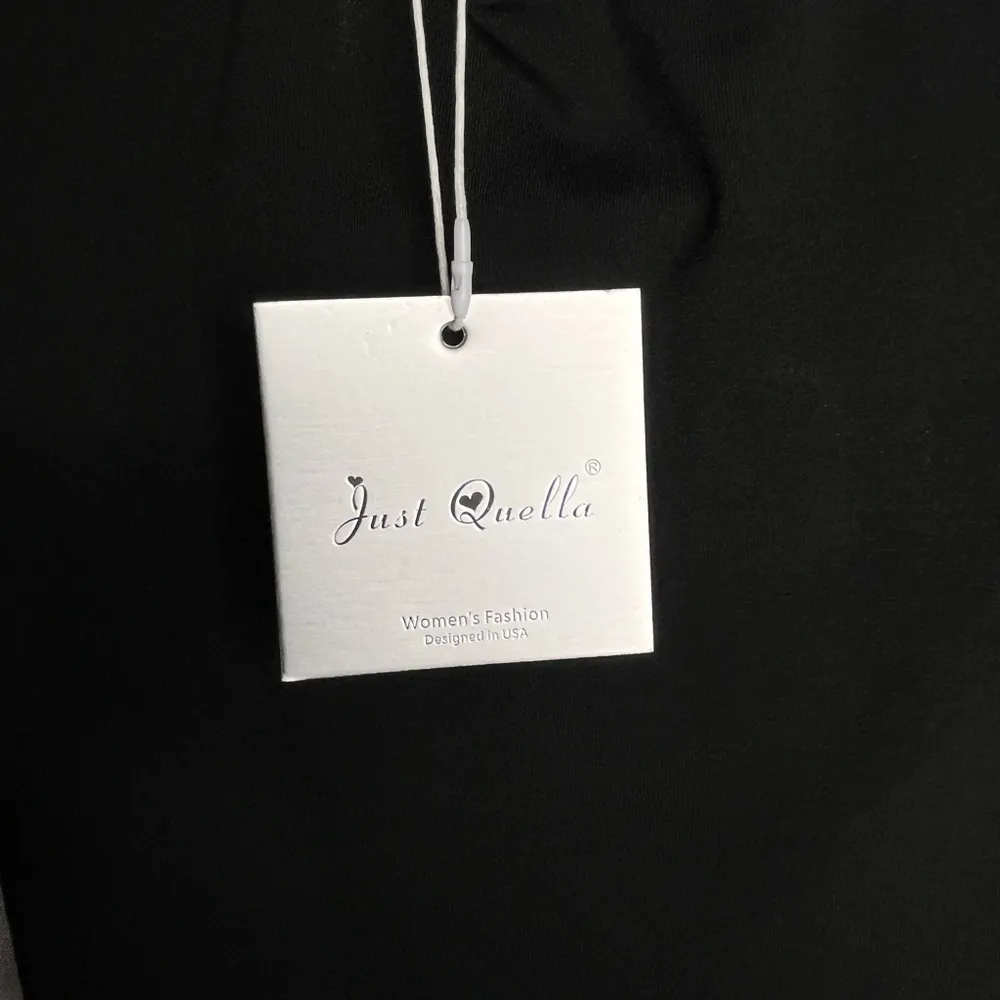 Just Quella®
Women's Fashion
Designed in USA